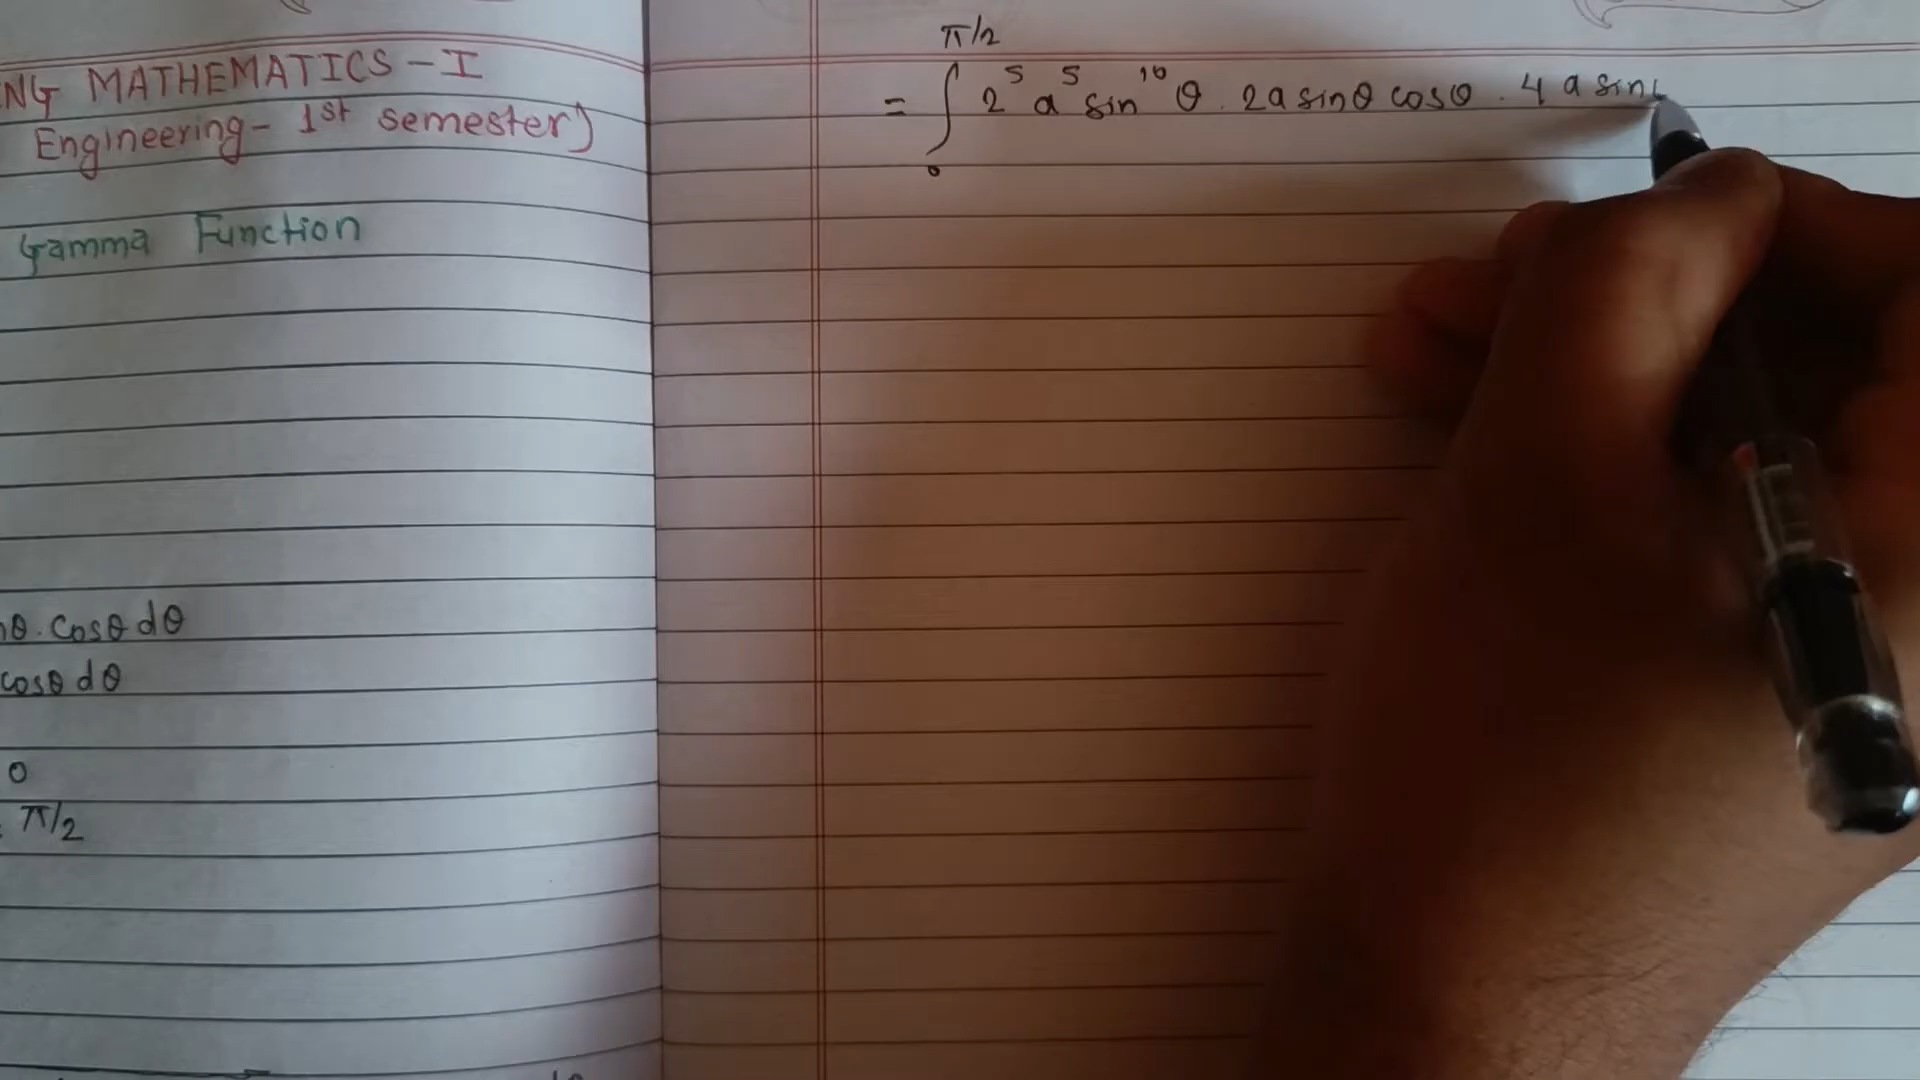 MATHEMATICS - I
Engineering - 1st semester)
Gamma Function
θ. cosθ dθ
cosθ dθ
0
π/2
π/2
= ∫ 2⁵ a⁵ sin¹⁰ θ . 2a sinθ cosθ . 4 a sin
0